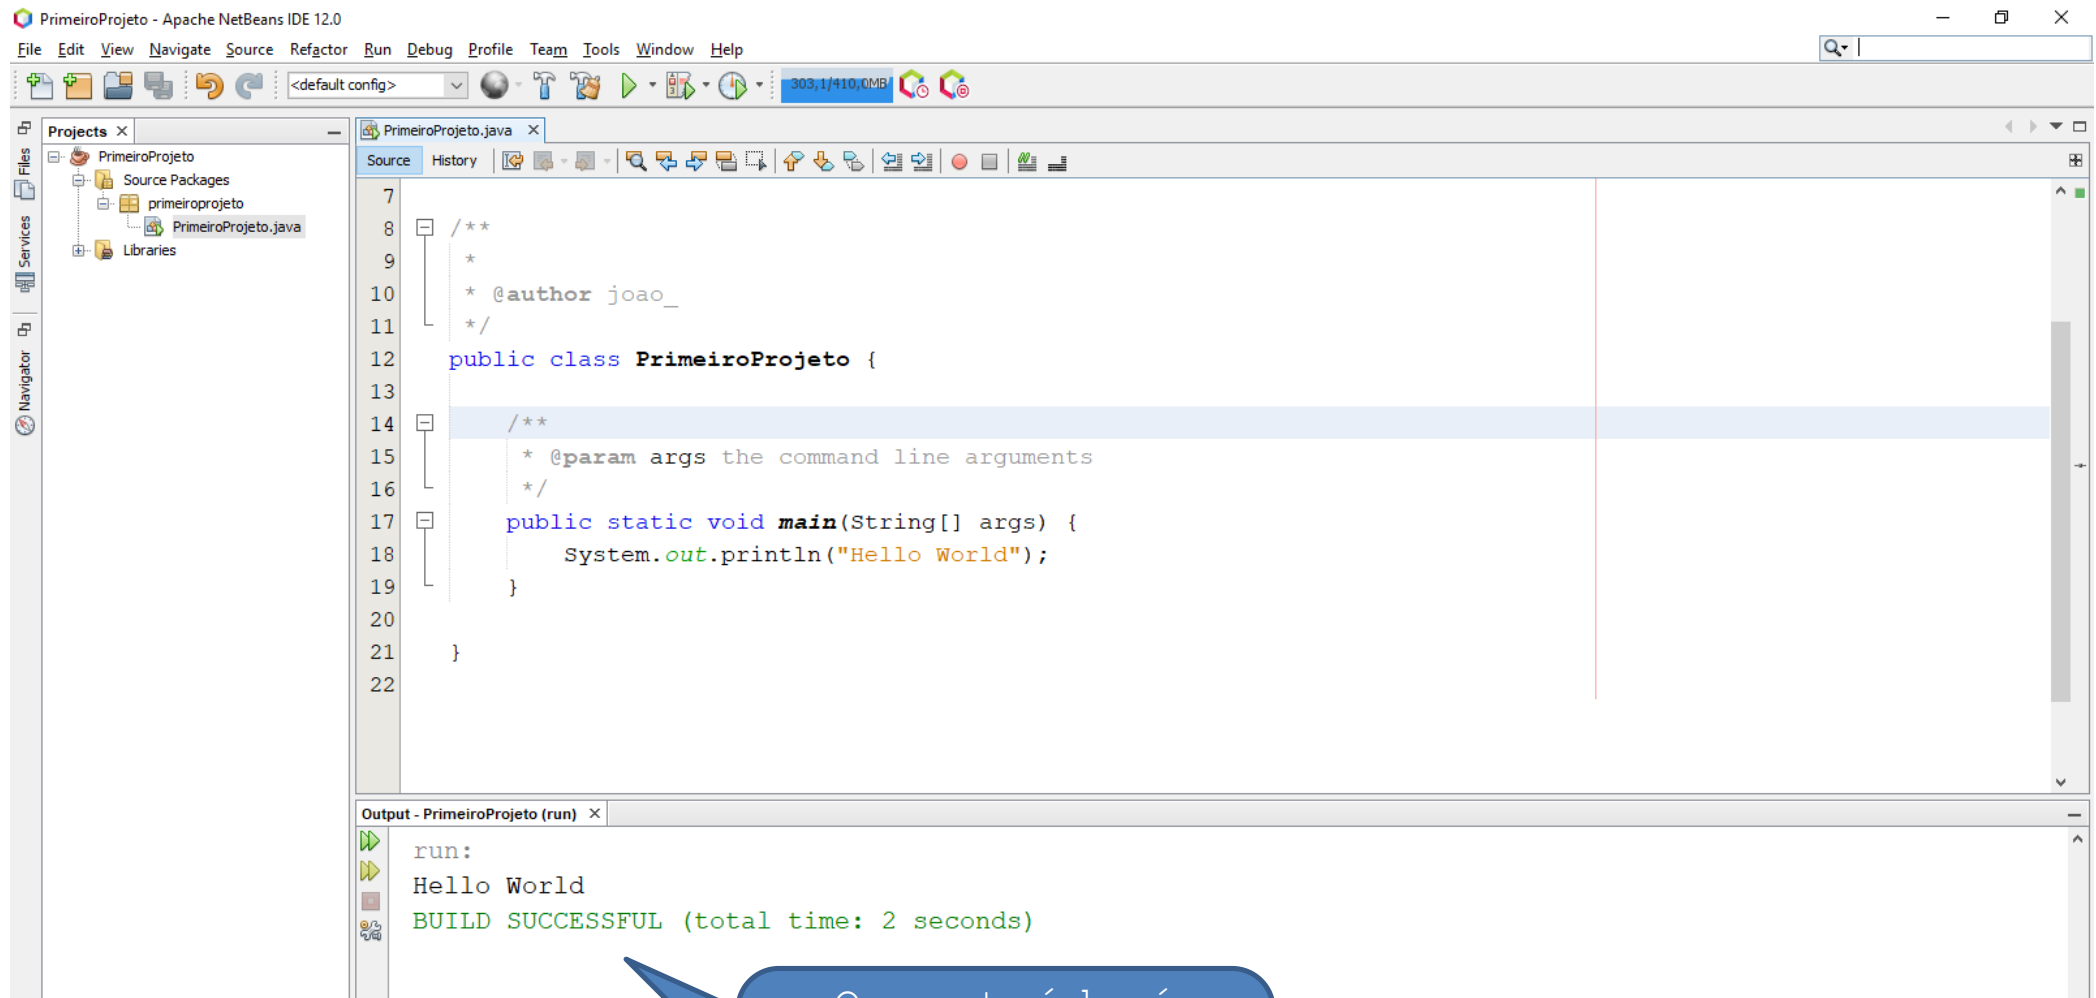 PrimeiroProjeto - Apache NetBeans IDE 12.0
File Edit View Navigate Source Refactor Run Debug Profile Team Tools Window Help
<default config>
303,1/410,0MB
Projects
PrimeiroProjeto.java
Files
Services
Navigator
PrimeiroProjeto
Source Packages
primeiroprojeto
PrimeiroProjeto.java
Libraries
Source History
7
8 /**
9 *
10 * @author joao_
11 */
12 public class PrimeiroProjeto {
13
14 /**
15 * @param args the command line arguments
16 */
17 public static void main(String[] args) {
18 System.out.println("Hello World");
19 }
20
21 }
22
Output - PrimeiroProjeto (run)
run:
Hello World
BUILD SUCCESSFUL (total time: 2 seconds)